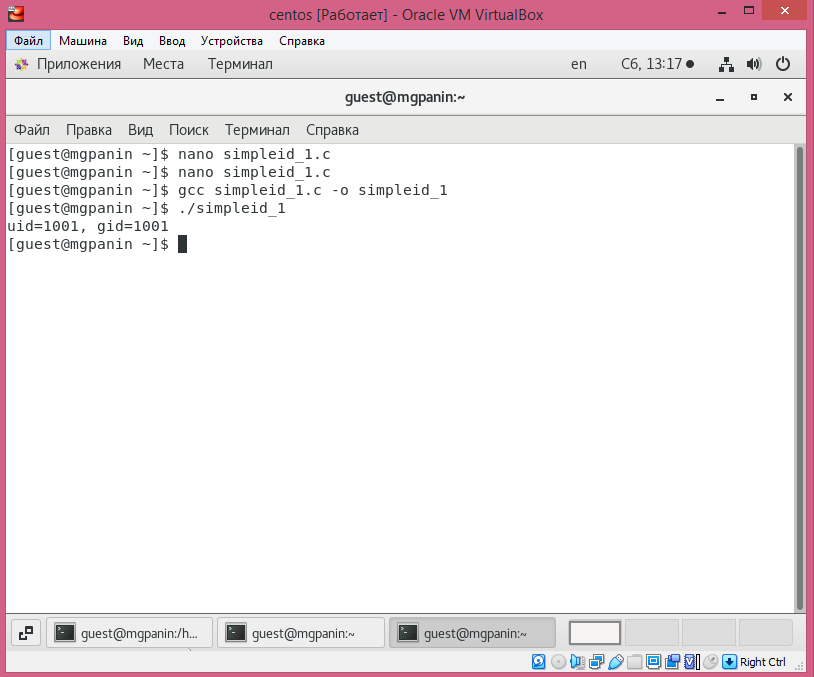 centos [Работает] - Oracle VM VirtualBox
Файл Машина Вид Ввод Устройства Справка
Приложения Места Терминал en Сб, 13:17
guest@mgpanin:~
Файл Правка Вид Поиск Терминал Справка
[guest@mgpanin ~]$ nano simpleid_1.c
[guest@mgpanin ~]$ nano simpleid_1.c
[guest@mgpanin ~]$ gcc simpleid_1.c -o simpleid_1
[guest@mgpanin ~]$ ./simpleid_1
uid=1001, gid=1001
[guest@mgpanin ~]$
guest@mgpanin:/h... guest@mgpanin:~ guest@mgpanin:~
Right Ctrl